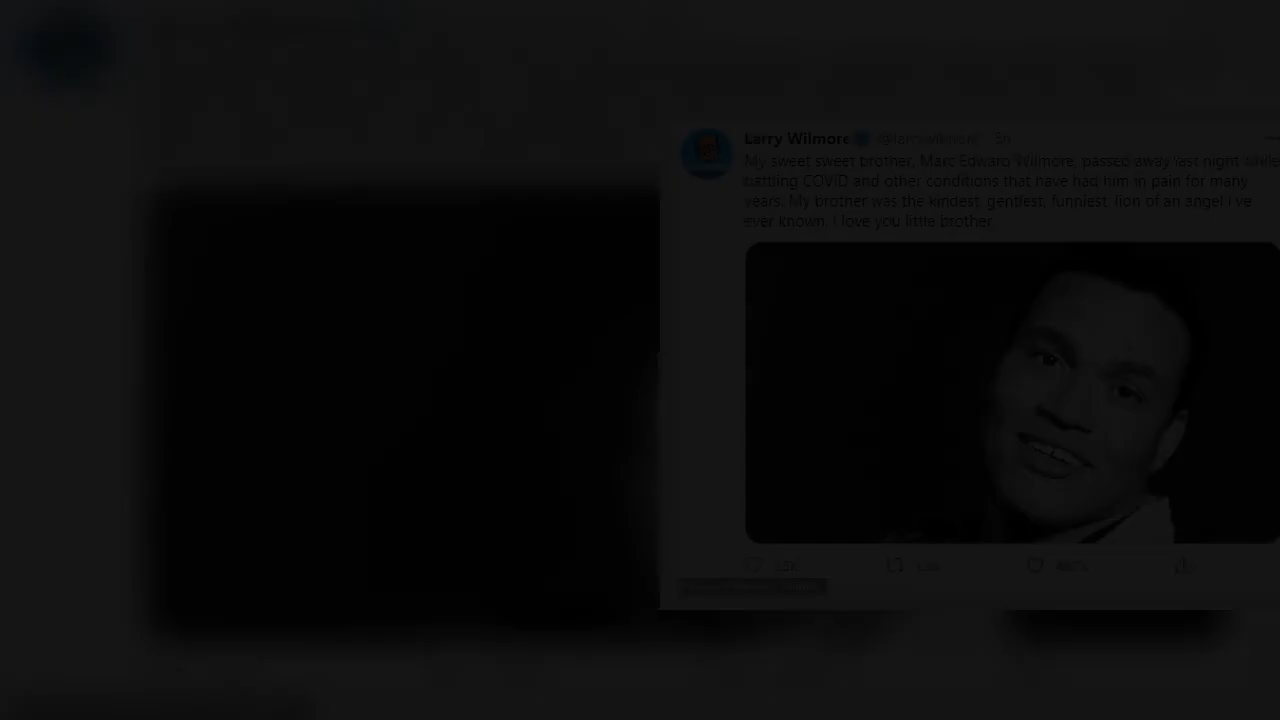 Larry Wilmore @larrywilmore · 5h
My sweet sweet brother, Marc Edward Wilmore, passed away last night while
battling COVID and other conditions that have had him in pain for many
years. My brother was the kindest, gentlest, funniest, lion of an angel I've
ever known. I love you little brother.